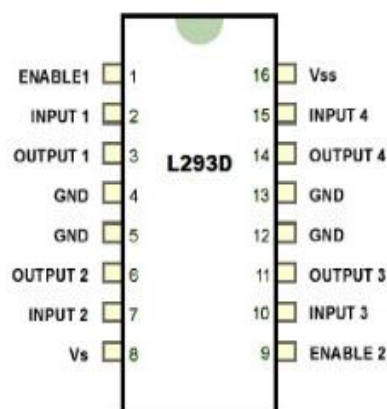 ENABLE1 1 16 Vss
INPUT 1 2 15 INPUT 4
OUTPUT 1 3 14 OUTPUT 4
L293D
GND 4 13 GND
GND 5 12 GND
OUTPUT 2 6 11 OUTPUT 3
INPUT 2 7 10 INPUT 3
Vs 8 9 ENABLE 2